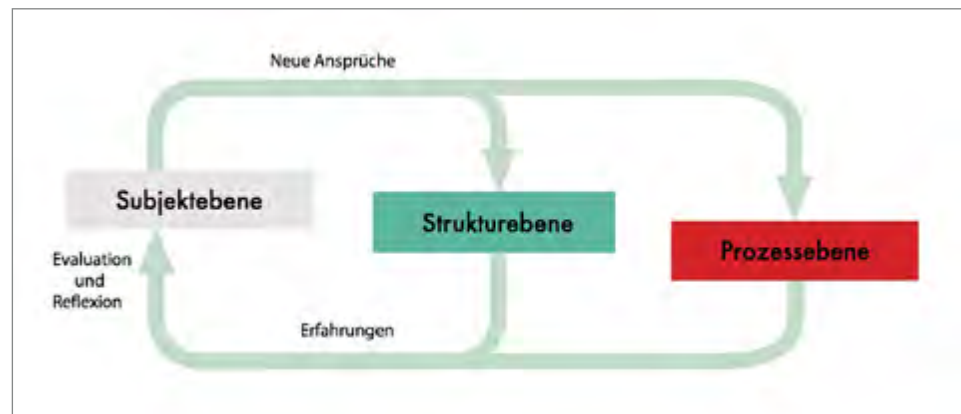 Neue Ansprüche
Subjektebene
Strukturebene
Prozessebene
Evaluation
und
Reflexion
Erfahrungen